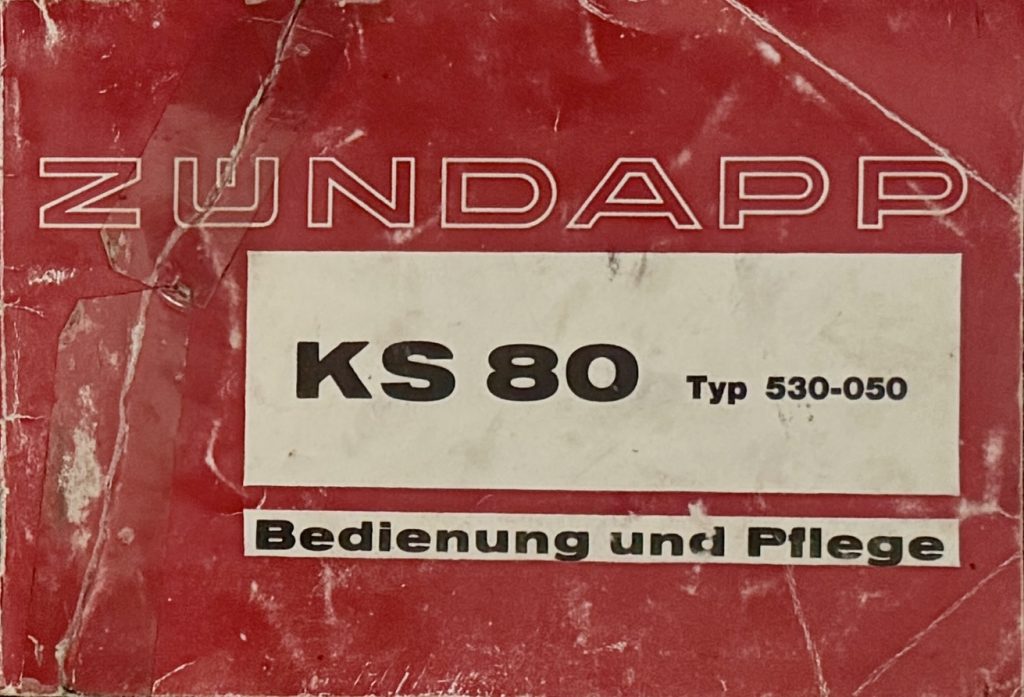 ZUNDAPP
KS 80 Typ 530-050
Bedienung und Pflege